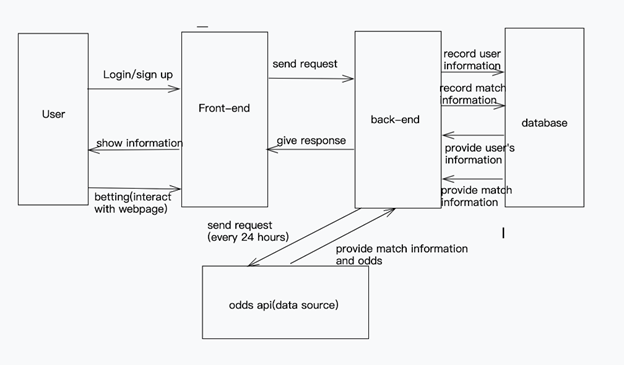 User
Login/sign up
show information
betting(interact
with webpage)
Front-end
send request
give response
back-end
record user
information
record match
information
provide user's
information
provide match
information
database
send request
(every 24 hours)
provide match information
and odds
odds api(data source)